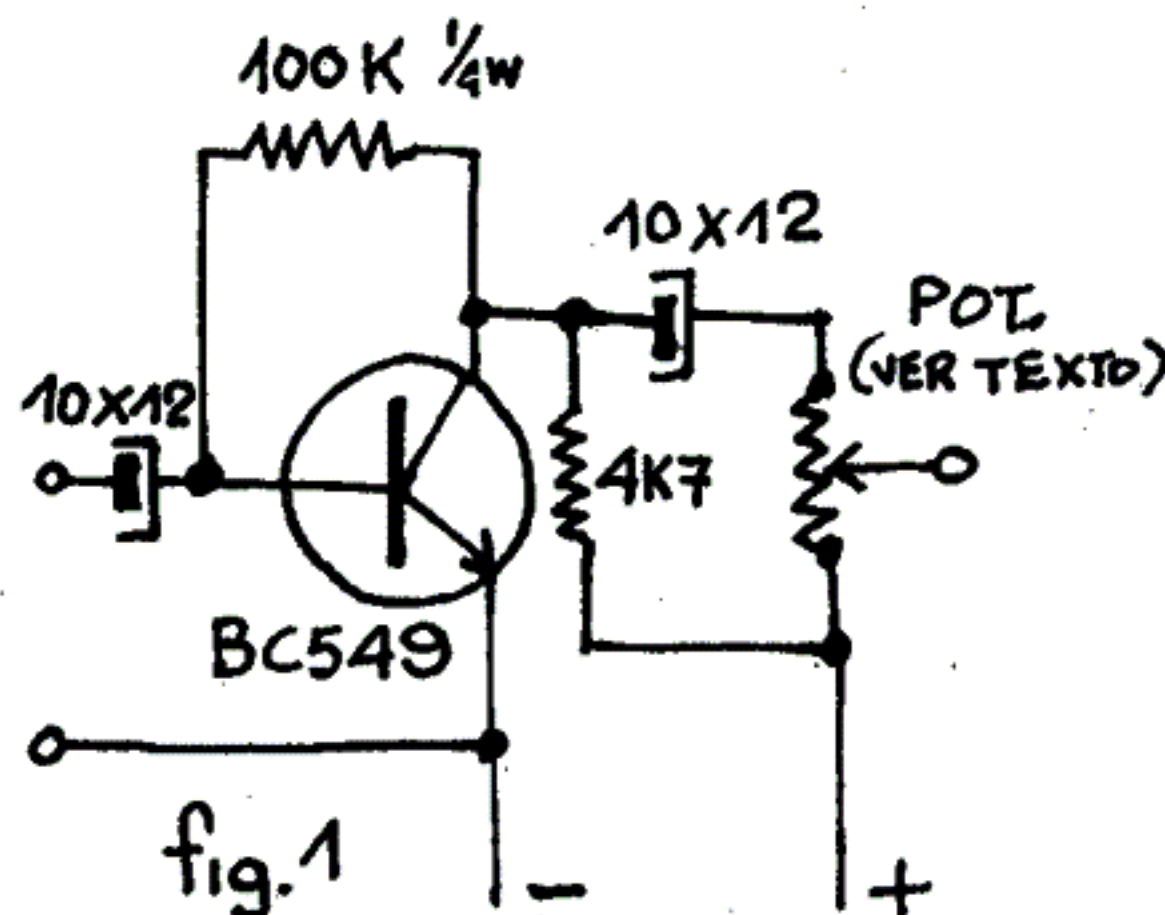 100K 1/4W
10X12
POT.
(VER TEXTO)
10X12
4K7
BC549
fig.1
-
+